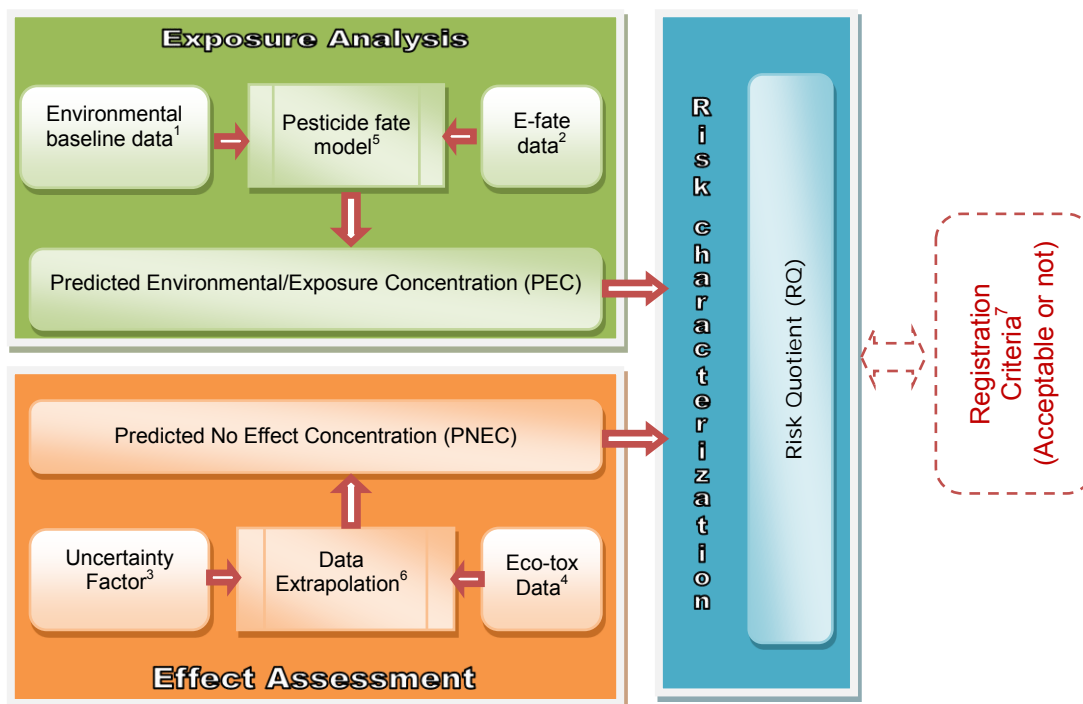 Exposure Analysis
Environmental
baseline data1
Pesticide fate
model5
E-fate
data2
Predicted Environmental/Exposure Concentration (PEC)
Predicted No Effect Concentration (PNEC)
Uncertainty
Factor3
Data
Extrapolation6
Eco-tox
Data4
Effect Assessment
Risk characterization
Risk Quotient (RQ)
Registration
Criteria7
(Acceptable or not)